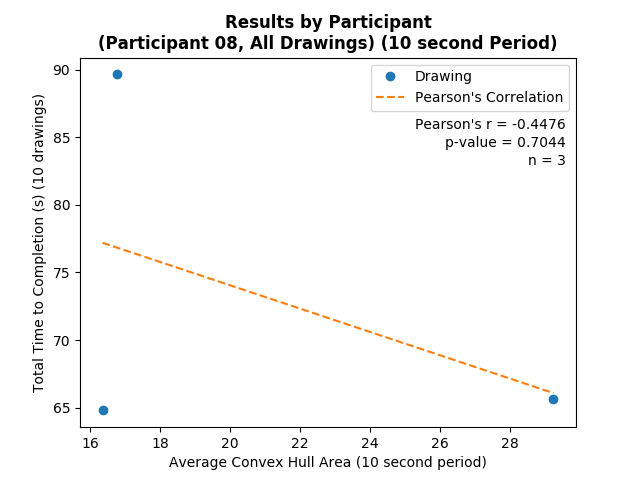 Results by Participant
(Participant 08, All Drawings) (10 second Period)
Drawing
Pearson's Correlation
Pearson's r = -0.4476
p-value = 0.7044
n = 3
Total Time to Completion (s) (10 drawings)
90
85
80
75
70
65
16 18 20 22 24 26 28
Average Convex Hull Area (10 second period)